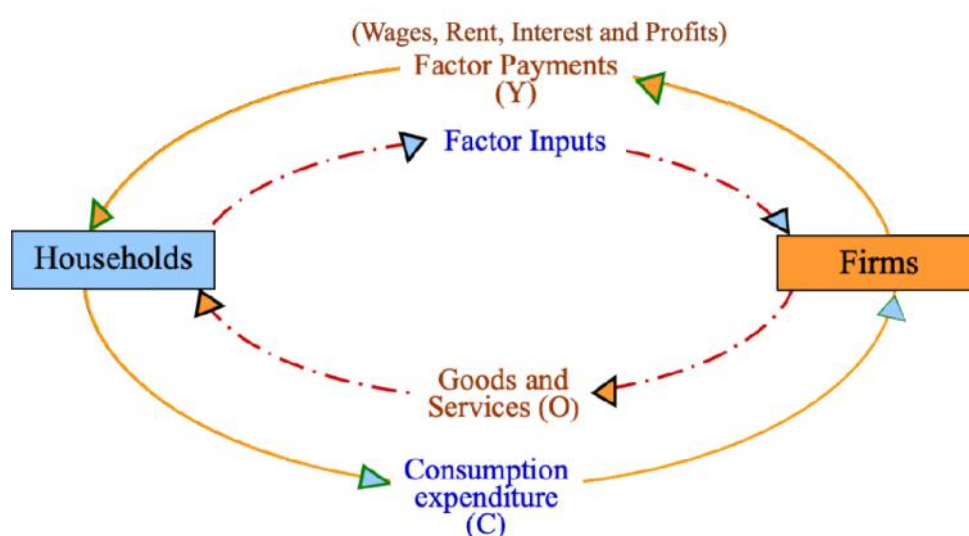 (Wages, Rent, Interest and Profits)
Factor Payments
(Y)
Factor Inputs
Households
Firms
Goods and
Services (O)
Consumption
expenditure
(C)